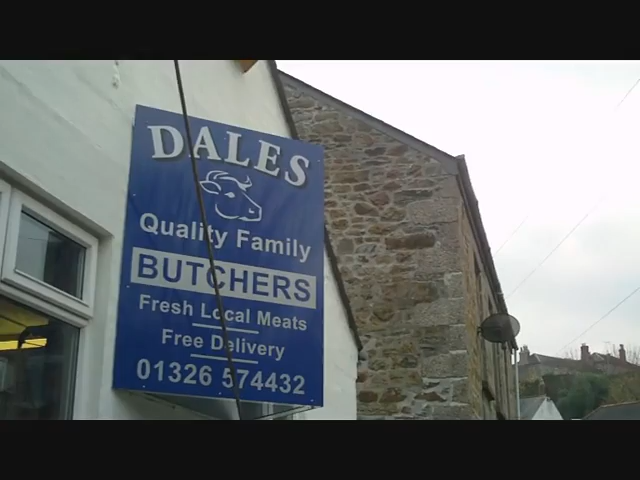 DALES
Quality Family
BUTCHERS
Fresh Local Meats
Free Delivery
01326 574432